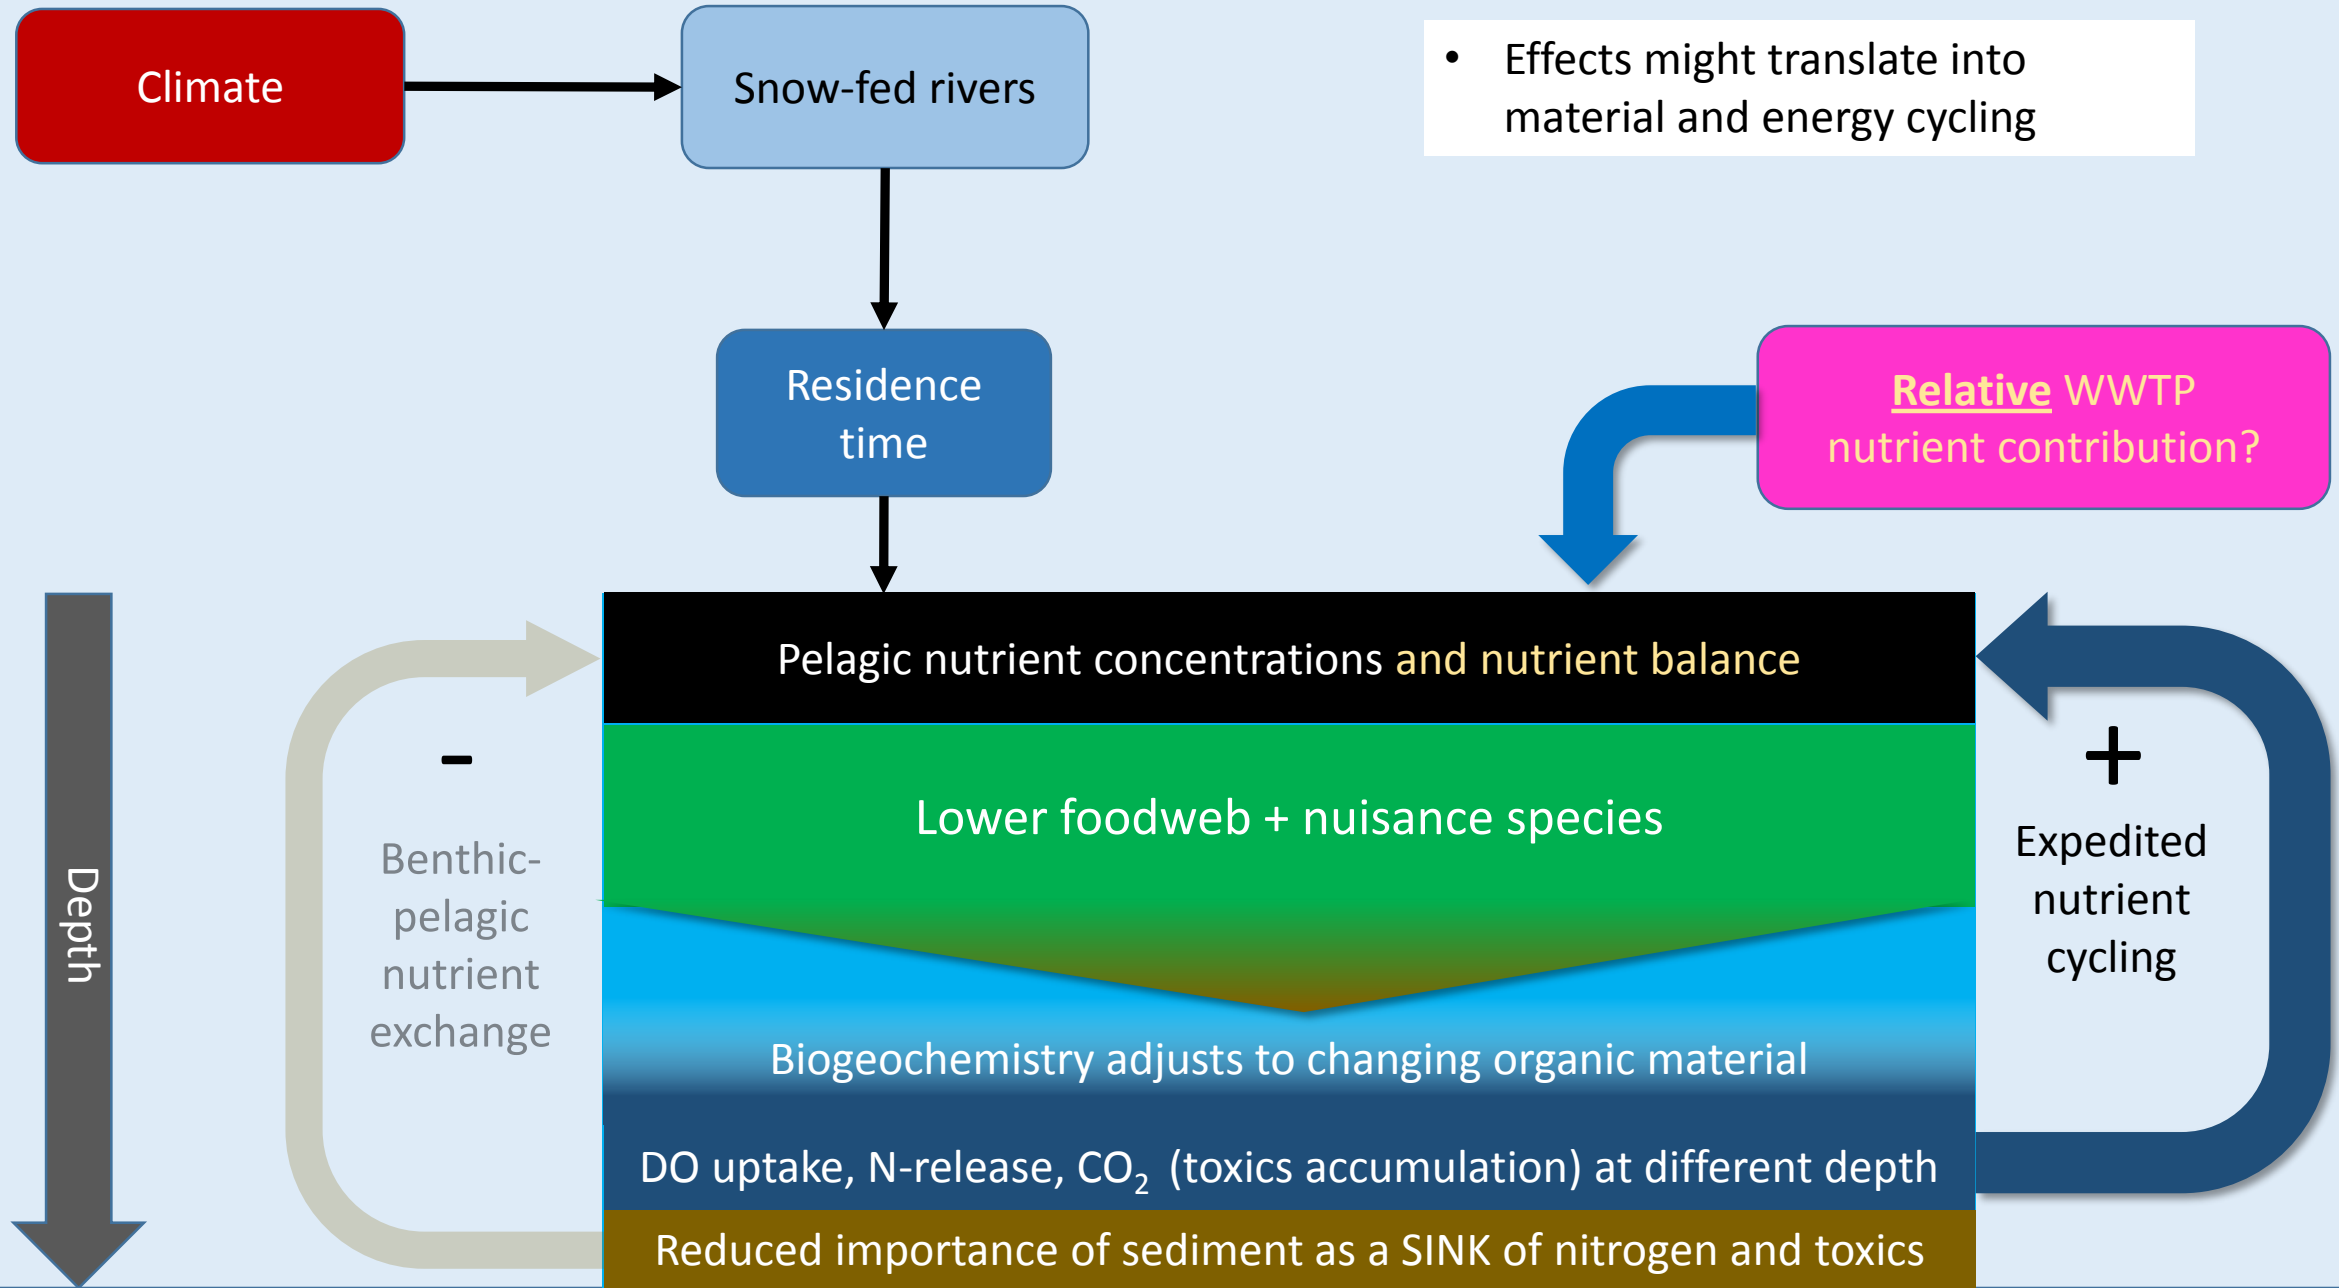 Climate
Snow-fed rivers
• Effects might translate into
material and energy cycling
Residence
time
Relative WWTP
nutrient contribution?
Depth
-
Benthic-
pelagic
nutrient
exchange
Pelagic nutrient concentrations and nutrient balance
Lower foodweb + nuisance species
Biogeochemistry adjusts to changing organic material
DO uptake, N-release, CO₂ (toxics accumulation) at different depth
Reduced importance of sediment as a SINK of nitrogen and toxics
+
Expedited
nutrient
cycling